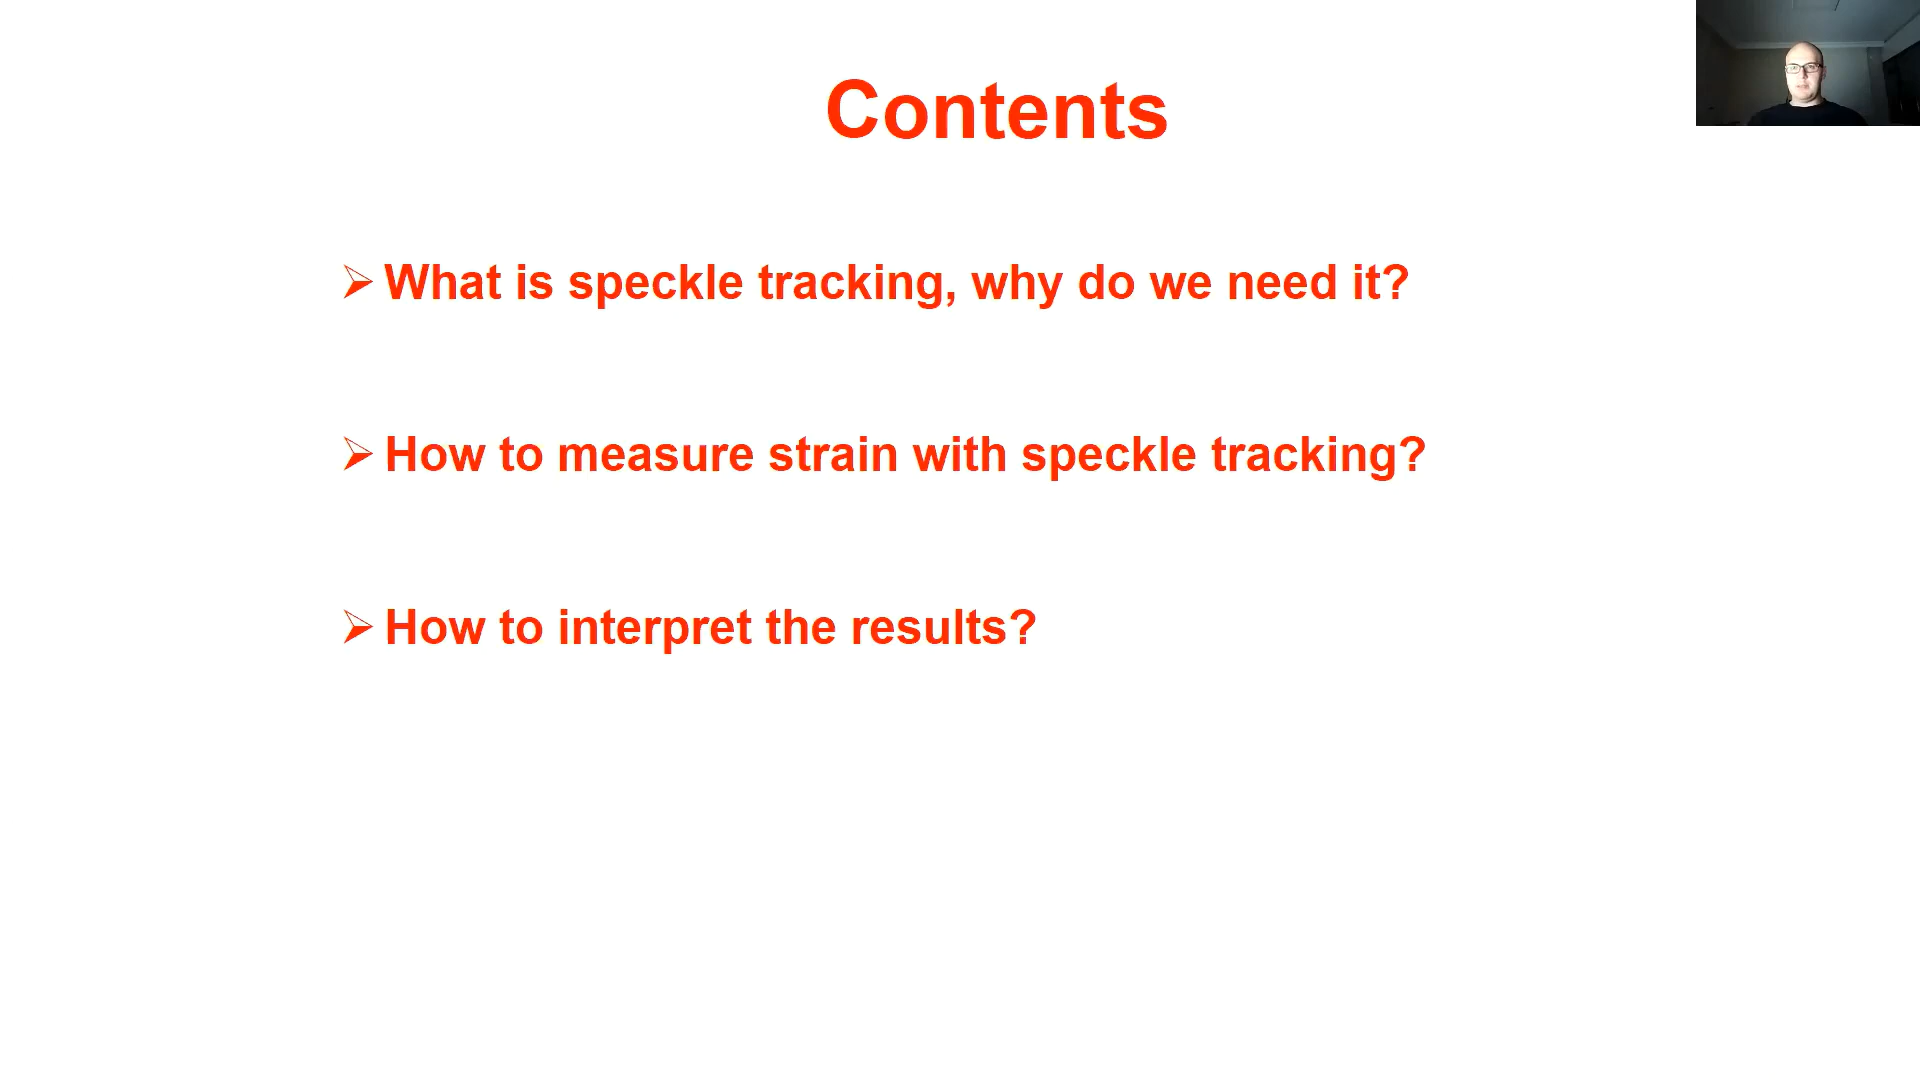 Contents
➢ What is speckle tracking, why do we need it?
➢ How to measure strain with speckle tracking?
➢ How to interpret the results?